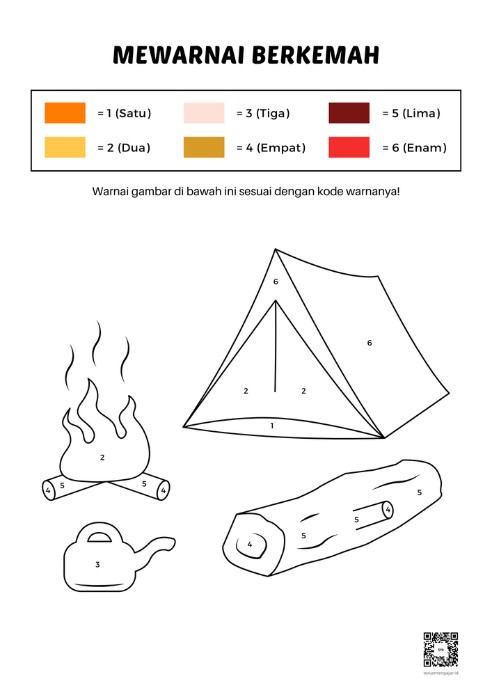 MEWARNAI BERKEMAH
= 1 (Satu) = 3 (Tiga) = 5 (Lima)
= 2 (Dua) = 4 (Empat) = 6 (Enam)
Warnai gambar di bawah ini sesuai dengan kode warnanya!
6
6
2 2
1
2
4 5 5 4
5
4
5
5
4
3